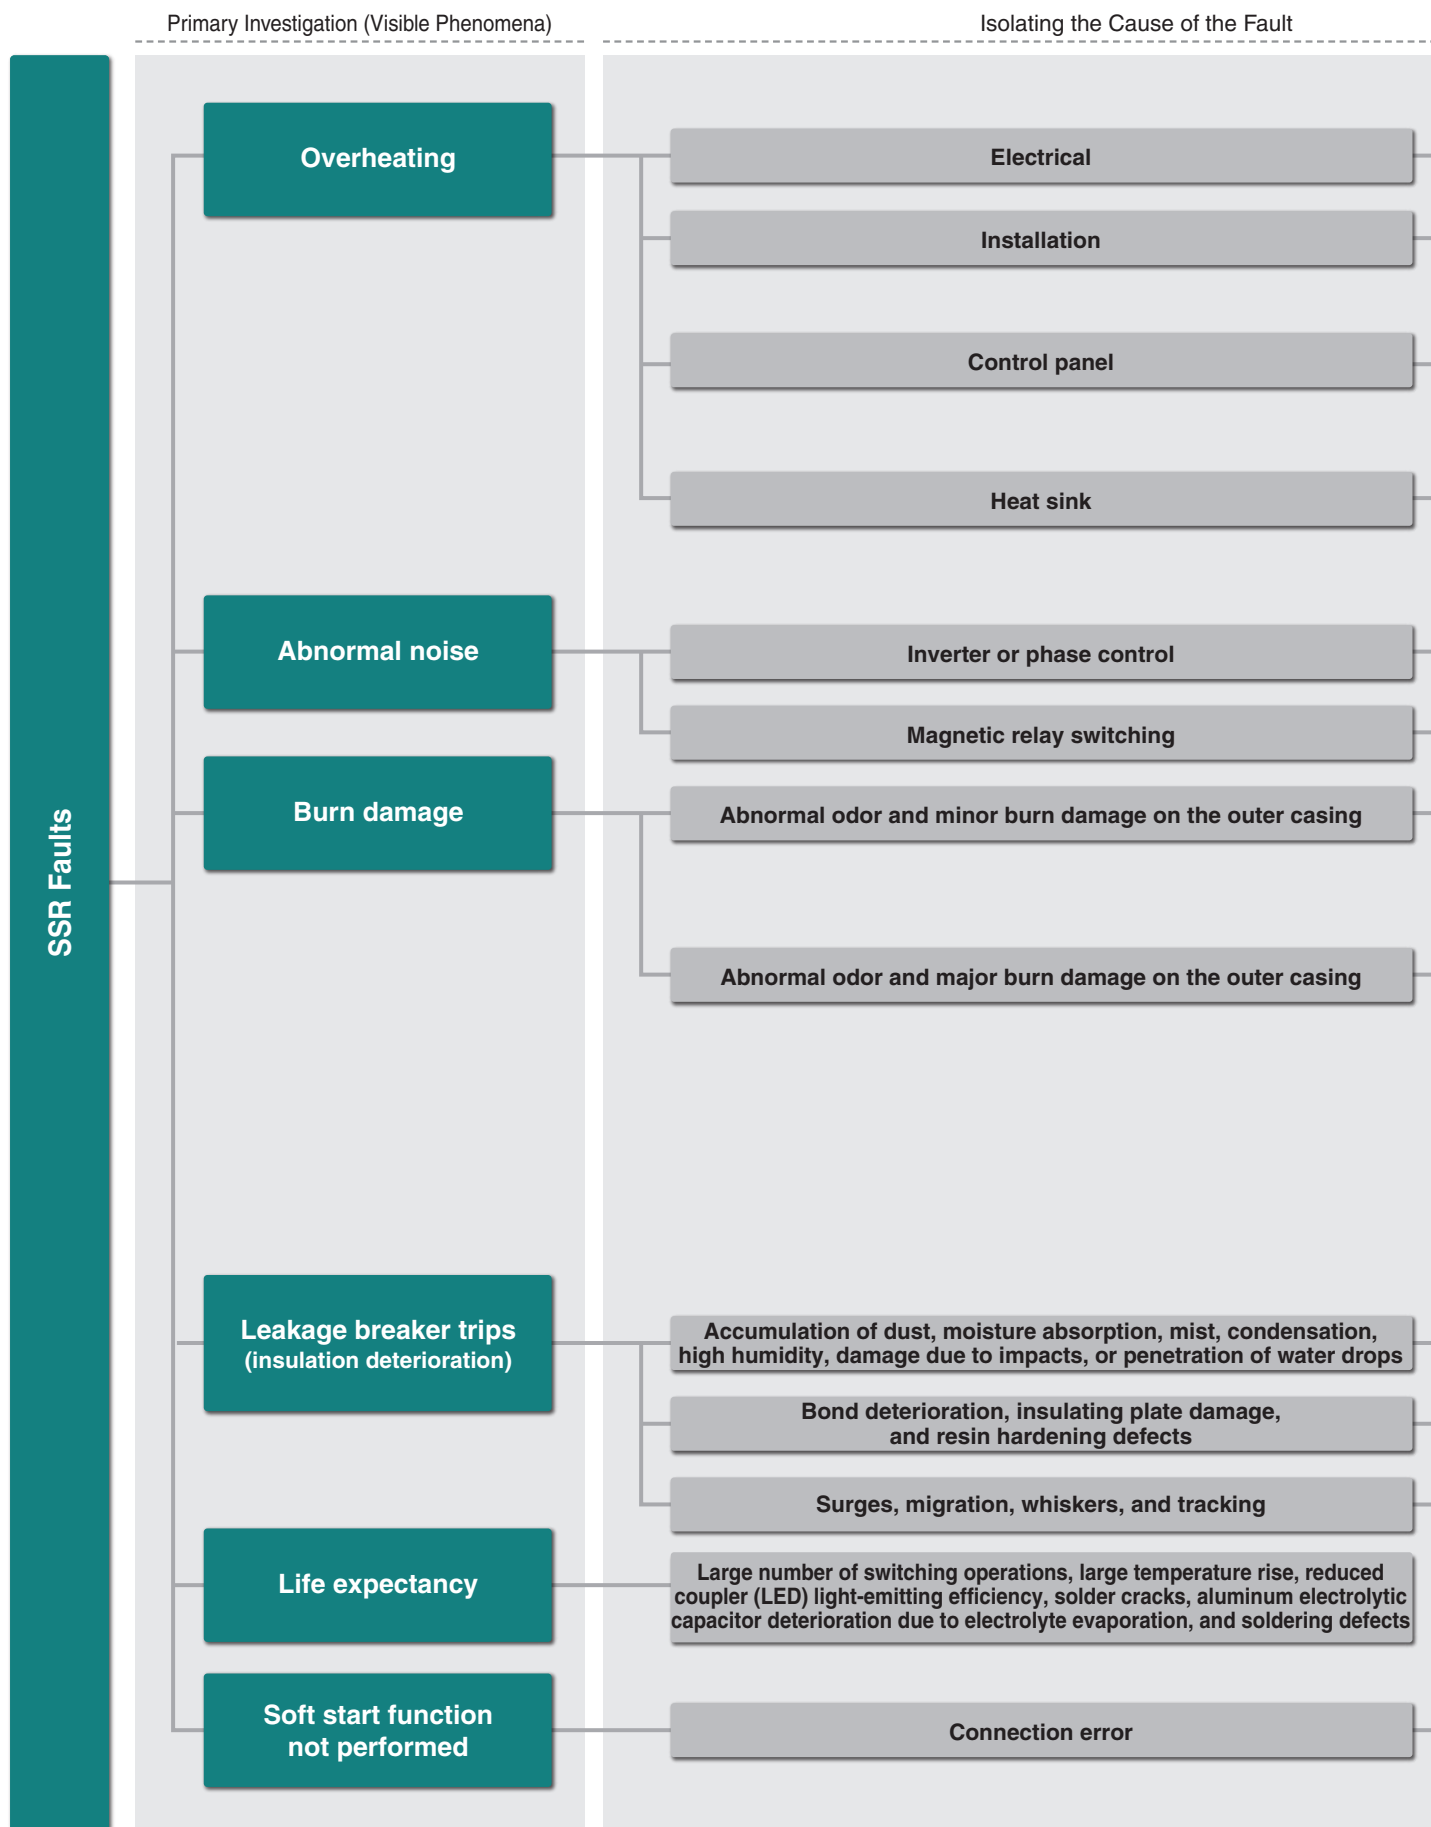 Primary Investigation (Visible Phenomena)
Isolating the Cause of the Fault
SSR Faults
Overheating
Electrical
Installation
Control panel
Heat sink
Abnormal noise
Inverter or phase control
Magnetic relay switching
Burn damage
Abnormal odor and minor burn damage on the outer casing
Abnormal odor and major burn damage on the outer casing
Leakage breaker trips
(insulation deterioration)
Accumulation of dust, moisture absorption, mist, condensation,
high humidity, damage due to impacts, or penetration of water drops
Bond deterioration, insulating plate damage,
and resin hardening defects
Surges, migration, whiskers, and tracking
Life expectancy
Large number of switching operations, large temperature rise, reduced
coupler (LED) light-emitting efficiency, solder cracks, aluminum electrolytic
capacitor deterioration due to electrolyte evaporation, and soldering defects
Soft start function
not performed
Connection error